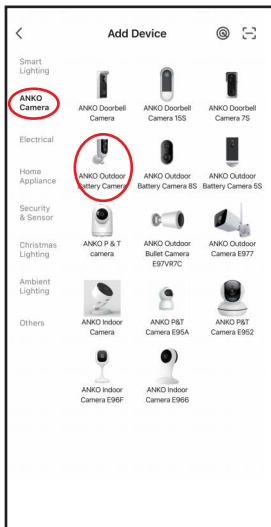 Add Device
Smart
Lighting
ANKO
Camera
Electrical
Home
Appliance
Security
& Sensor
Christmas
Lighting
Ambient
Lighting
Others
ANKO Doorbell
Camera
ANKO Doorbell
Camera 15S
ANKO Doorbell
Camera 7S
ANKO Outdoor
Battery Camera
ANKO Outdoor
Battery Camera 8S
ANKO Outdoor
Battery Camera 5S
ANKO P & T
camera
ANKO Outdoor
Bullet Camera
E97VR7C
ANKO Outdoor
Camera E977
ANKO Indoor
Camera
ANKO P&T
Camera E95A
ANKO P&T
Camera E952
ANKO Indoor
Camera E96F
ANKO Indoor
Camera E966